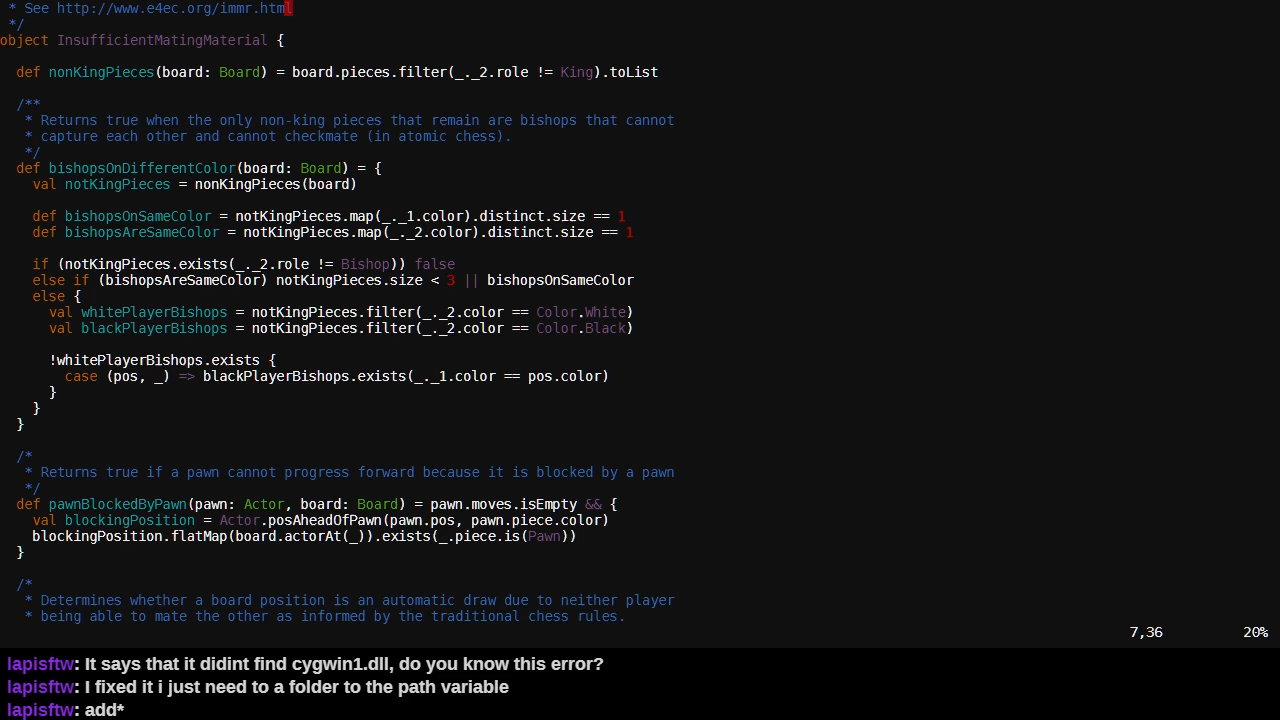 * See http://www.e4ec.org/immr.html
 */
object InsufficientMatingMaterial {

  def nonKingPieces(board: Board) = board.pieces.filter(_._2.role != King).toList

  /**
   * Returns true when the only non-king pieces that remain are bishops that cannot
   * capture each other and cannot checkmate (in atomic chess).
   */
  def bishopsOnDifferentColor(board: Board) = {
    val notKingPieces = nonKingPieces(board)

    def bishopsOnSameColor = notKingPieces.map(_._1.color).distinct.size == 1
    def bishopsAreSameColor = notKingPieces.map(_._2.color).distinct.size == 1

    if (notKingPieces.exists(_._2.role != Bishop)) false
    else if (bishopsAreSameColor) notKingPieces.size < 3 || bishopsOnSameColor
    else {
      val whitePlayerBishops = notKingPieces.filter(_._2.color == Color.White)
      val blackPlayerBishops = notKingPieces.filter(_._2.color == Color.Black)

      !whitePlayerBishops.exists {
        case (pos, _) => blackPlayerBishops.exists(_._1.color == pos.color)
      }
    }
  }

  /*
   * Returns true if a pawn cannot progress forward because it is blocked by a pawn
   */
  def pawnBlockedByPawn(pawn: Actor, board: Board) = pawn.moves.isEmpty && {
    val blockingPosition = Actor.posAheadOfPawn(pawn.pos, pawn.piece.color)
    blockingPosition.flatMap(board.actorAt(_)).exists(_.piece.is(Pawn))
  }

  /*
   * Determines whether a board position is an automatic draw due to neither player
   * being able to mate the other as informed by the traditional chess rules.
7,36 20%
lapisftw: It says that it didint find cygwin1.dll, do you know this error?
lapisftw: I fixed it i just need to a folder to the path variable
lapisftw: add*